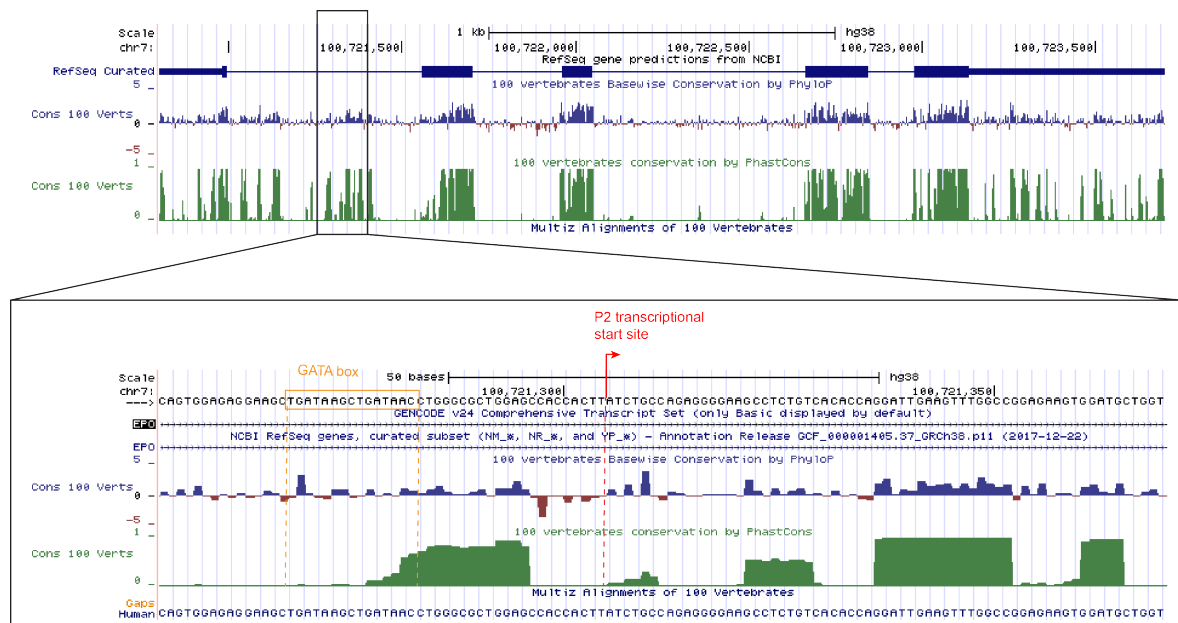 Scale 1 kb hg38
chr7: 100,721,500 100,722,000 100,722,500 100,723,000 100,723,500
RefSeq gene predictions from NCBI
RefSeq Curated
5 _ 100 vertebrates Basewise Conservation by PhyloP
Cons 100 Verts
0 _
-5 _
100 vertebrates conservation by PhastCons
1 _
Cons 100 Verts
0 _
Multiz Alignments of 100 Vertebrates
P2 transcriptional
start site
GATA box
Scale 50 bases hg38
chr7: 100,721,300 100,721,350
---> CAGTGGAGAGGAAGCTGATAAGCTGATAACCTGGGCGCTGGAGCCACCACTTATCTGCCAGAGGGGAAGCCTCTGTCACACCAGGATTGAAGTTTGGCCGGAGAAGTGGATGCTGGT
GENCODE v24 Comprehensive Transcript Set (only Basic displayed by default)
EPO
NCBI RefSeq genes, curated subset (NM_*, NR_*, and YP_*) - Annotation Release GCF_000001405.37_GRCh38.p11 (2017-12-22)
EPO
5 _ 100 vertebrates Basewise Conservation by PhyloP
Cons 100 Verts
0 -
-5 _
100 vertebrates conservation by PhastCons
1 _
Cons 100 Verts
0 _
Multiz Alignments of 100 Vertebrates
Gaps
Human CAGTGGAGAGGAAGCTGATAAGCTGATAACCTGGGCGCTGGAGCCACCACTTATCTGCCAGAGGGGAAGCCTCTGTCACACCAGGATTGAAGTTTGGCCGGAGAAGTGGATGCTGGT